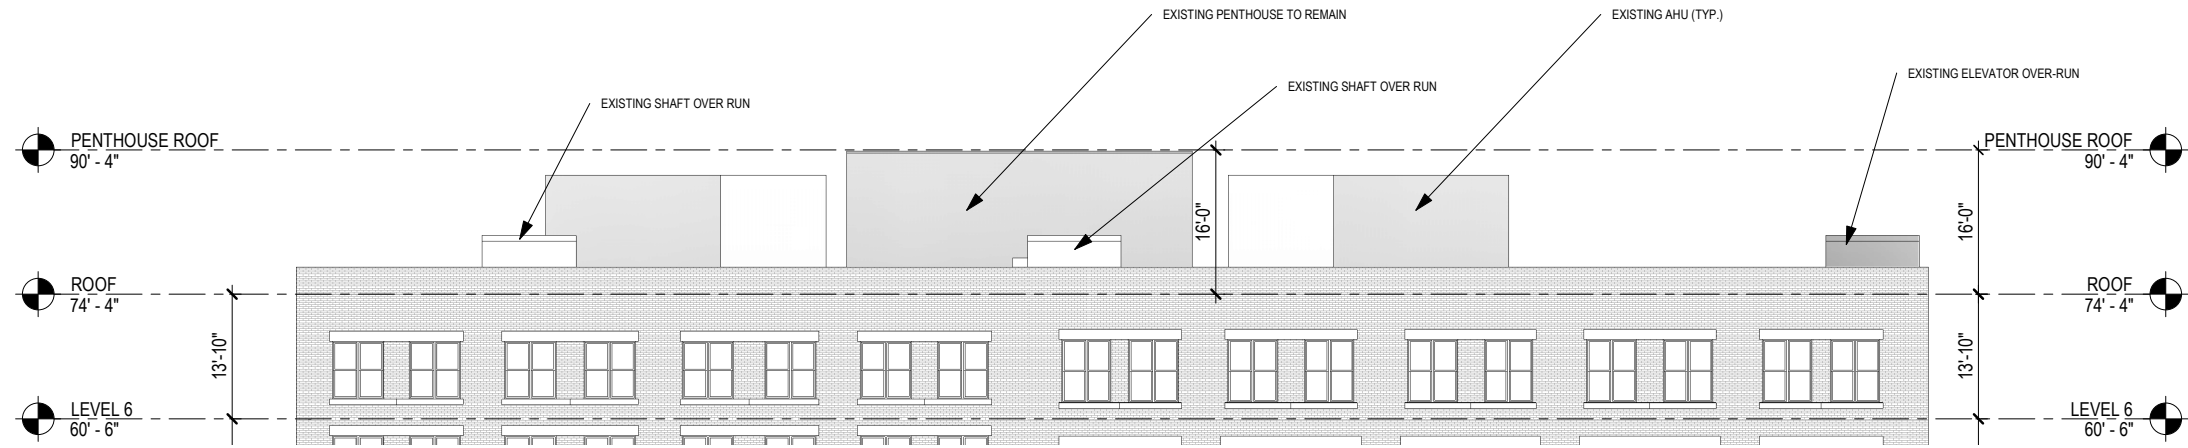 EXISTING PENTHOUSE TO REMAIN
EXISTING AHU (TYP.)
EXISTING ELEVATOR OVER-RUN
EXISTING SHAFT OVER RUN
EXISTING SHAFT OVER RUN
PENTHOUSE ROOF
90' - 4"
PENTHOUSE ROOF
90' - 4"
16'-0"
16'-0"
ROOF
74' - 4"
ROOF
74' - 4"
13'-10"
13'-10"
LEVEL 6
60' - 6"
LEVEL 6
60' - 6"